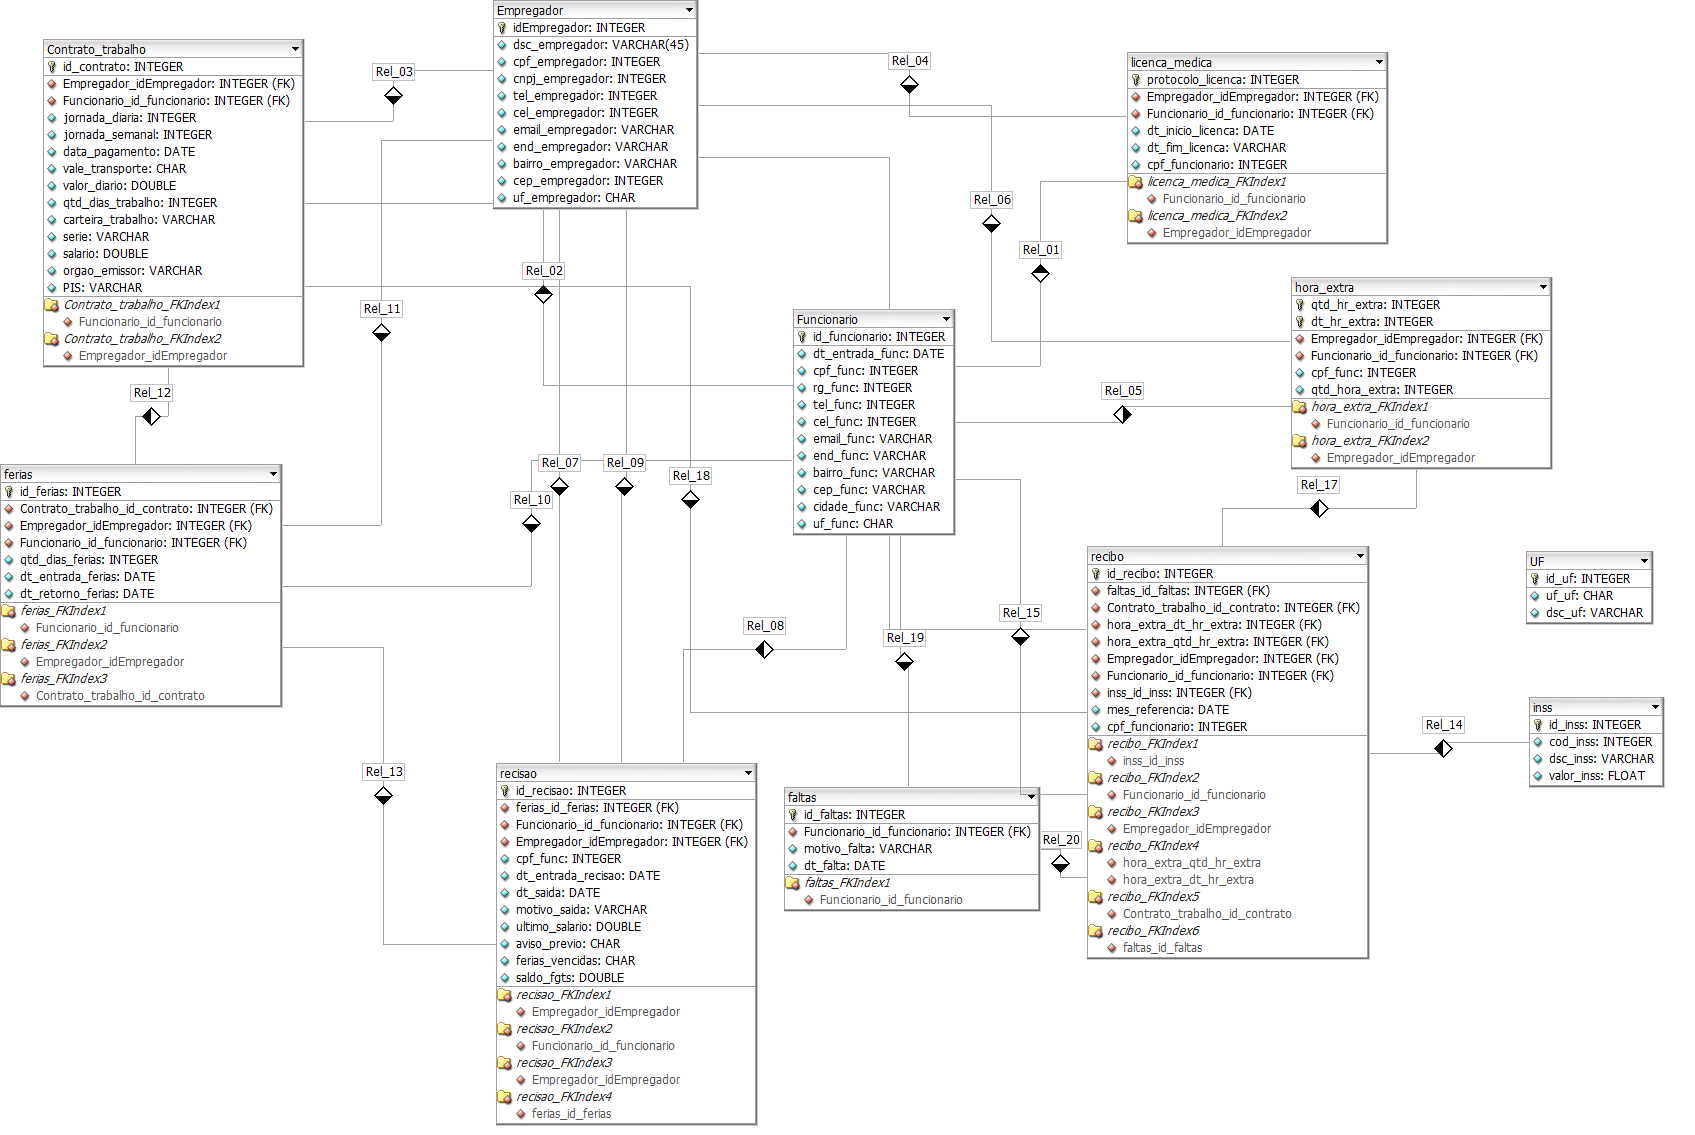 Contrato_trabalho
id_contrato: INTEGER
Empregador_idEmpregador: INTEGER (FK)
Funcionario_id_funcionario: INTEGER (FK)
jornada_diaria: INTEGER
jornada_semanal: INTEGER
data_pagamento: DATE
vale_transporte: CHAR
valor_diario: DOUBLE
qtd_dias_trabalho: INTEGER
carteira_trabalho: VARCHAR
serie: VARCHAR
salario: DOUBLE
orgao_emissor: VARCHAR
PIS: VARCHAR
Contrato_trabalho_FKIndex1
Funcionario_id_funcionario
Contrato_trabalho_FKIndex2
Empregador_idEmpregador
Rel_03
Empregador
idEmpregador: INTEGER
dsc_empregador: VARCHAR(45)
cpf_empregador: INTEGER
cnpj_empregador: INTEGER
tel_empregador: INTEGER
cel_empregador: INTEGER
email_empregador: VARCHAR
end_empregador: VARCHAR
bairro_empregador: VARCHAR
cep_empregador: INTEGER
uf_empregador: CHAR
Rel_04
licenca_medica
protocolo_licenca: INTEGER
Empregador_idEmpregador: INTEGER (FK)
Funcionario_id_funcionario: INTEGER (FK)
dt_inicio_licenca: DATE
dt_fim_licenca: VARCHAR
cpf_funcionario: INTEGER
licenca_medica_FKIndex1
Funcionario_id_funcionario
licenca_medica_FKIndex2
Empregador_idEmpregador
Rel_06
Rel_01
Rel_02
Rel_11
Rel_12
hora_extra
qtd_hr_extra: INTEGER
dt_hr_extra: INTEGER
Empregador_idEmpregador: INTEGER (FK)
Funcionario_id_funcionario: INTEGER (FK)
cpf_func: INTEGER
qtd_hora_extra: INTEGER
hora_extra_FKIndex1
Funcionario_id_funcionario
hora_extra_FKIndex2
Empregador_idEmpregador
Funcionario
id_funcionario: INTEGER
dt_entrada_func: DATE
cpf_func: INTEGER
rg_func: INTEGER
tel_func: INTEGER
cel_func: INTEGER
email_func: VARCHAR
end_func: VARCHAR
bairro_func: VARCHAR
cep_func: VARCHAR
cidade_func: VARCHAR
uf_func: CHAR
Rel_05
Rel_07
Rel_09
Rel_18
Rel_10
Rel_17
ferias
id_ferias: INTEGER
Contrato_trabalho_id_contrato: INTEGER (FK)
Empregador_idEmpregador: INTEGER (FK)
Funcionario_id_funcionario: INTEGER (FK)
qtd_dias_ferias: INTEGER
dt_entrada_ferias: DATE
dt_retorno_ferias: DATE
ferias_FKIndex1
Funcionario_id_funcionario
ferias_FKIndex2
Empregador_idEmpregador
ferias_FKIndex3
Contrato_trabalho_id_contrato
Rel_08
Rel_19
Rel_15
recibo
id_recibo: INTEGER
faltas_id_faltas: INTEGER (FK)
Contrato_trabalho_id_contrato: INTEGER (FK)
hora_extra_dt_hr_extra: INTEGER (FK)
hora_extra_qtd_hr_extra: INTEGER (FK)
Empregador_idEmpregador: INTEGER (FK)
Funcionario_id_funcionario: INTEGER (FK)
inss_id_inss: INTEGER (FK)
mes_referencia: DATE
cpf_funcionario: INTEGER
recibo_FKIndex1
inss_id_inss
recibo_FKIndex2
Funcionario_id_funcionario
recibo_FKIndex3
Empregador_idEmpregador
recibo_FKIndex4
hora_extra_qtd_hr_extra
hora_extra_dt_hr_extra
recibo_FKIndex5
Contrato_trabalho_id_contrato
recibo_FKIndex6
faltas_id_faltas
UF
id_uf: INTEGER
uf_uf: CHAR
dsc_uf: VARCHAR
Rel_14
inss
id_inss: INTEGER
cod_inss: INTEGER
dsc_inss: VARCHAR
valor_inss: FLOAT
Rel_13
recisao
id_recisao: INTEGER
ferias_id_ferias: INTEGER (FK)
Funcionario_id_funcionario: INTEGER (FK)
Empregador_idEmpregador: INTEGER (FK)
cpf_func: INTEGER
dt_entrada_recisao: DATE
dt_saida: DATE
motivo_saida: VARCHAR
ultimo_salario: DOUBLE
aviso_previo: CHAR
ferias_vencidas: CHAR
saldo_fgts: DOUBLE
recisao_FKIndex1
Empregador_idEmpregador
recisao_FKIndex2
Funcionario_id_funcionario
recisao_FKIndex3
Empregador_idEmpregador
recisao_FKIndex4
ferias_id_ferias
faltas
id_faltas: INTEGER
Funcionario_id_funcionario: INTEGER (FK)
motivo_falta: VARCHAR
dt_falta: DATE
faltas_FKIndex1
Funcionario_id_funcionario
Rel_20